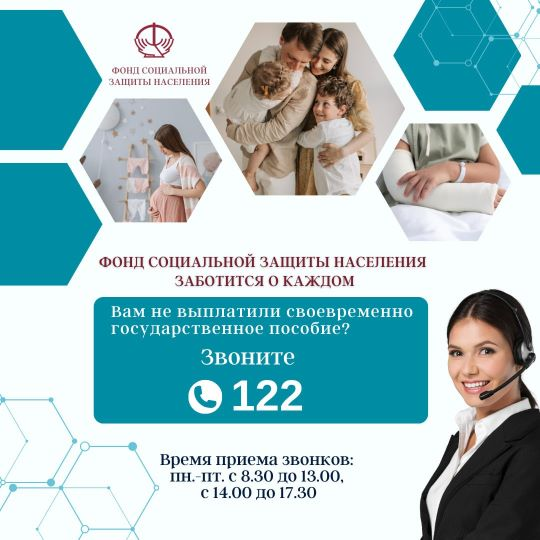 ФОНД СОЦИАЛЬНОЙ
ЗАЩИТЫ НАСЕЛЕНИЯ
ФОНД СОЦИАЛЬНОЙ ЗАЩИТЫ НАСЕЛЕНИЯ
ЗАБОТИТСЯ О КАЖДОМ
Вам не выплатили своевременно
государственное пособие?
Звоните
122
Время приема звонков:
пн.-пт. с 8.30 до 13.00,
с 14.00 до 17.30